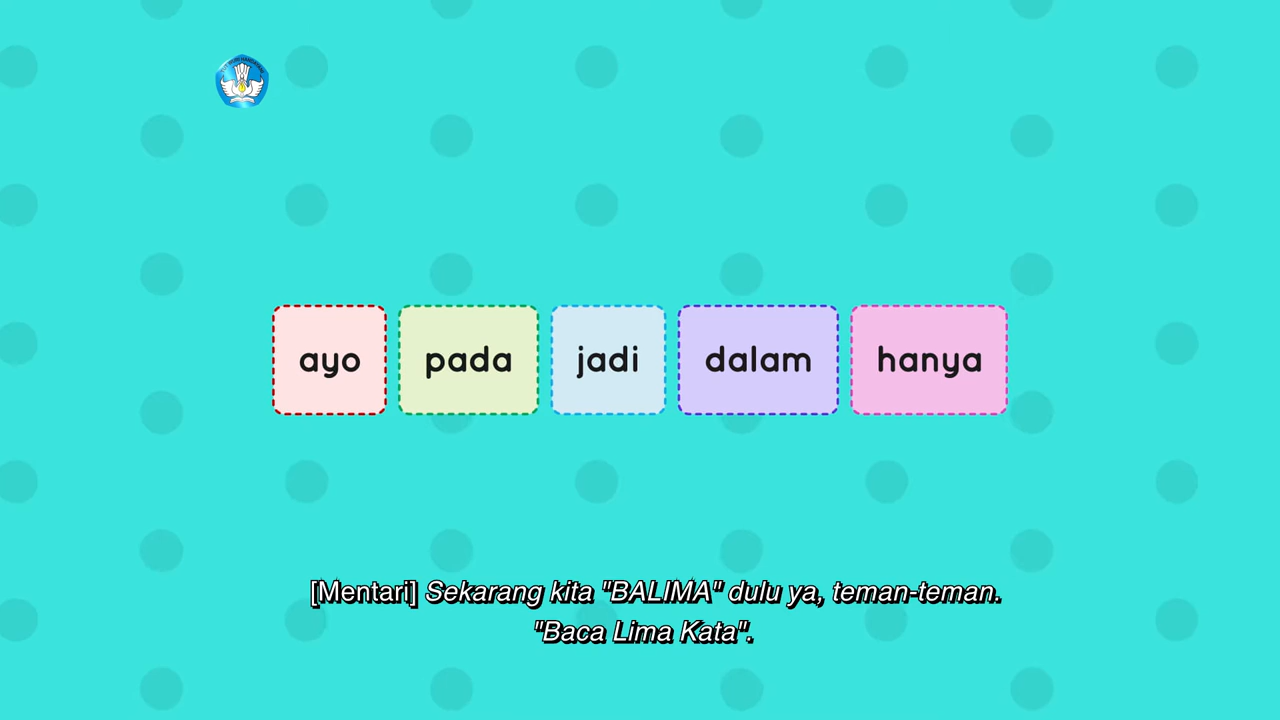 ayo pada jadi dalam hanya
[Mentari] Sekarang kita "BALIMA" dulu ya, teman-teman.
"Baca Lima Kata".